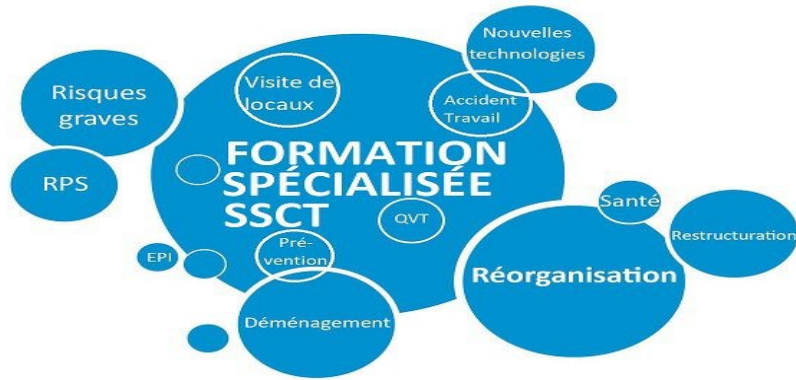 Nouvelles
technologies
Risques
graves
Visite de
locaux
Accident
Travail
FORMATION
SPÉCIALISÉE
SSCT
RPS
QVT
Santé
Restructuration
EPI
Pré-
vention
Réorganisation
Déménagement